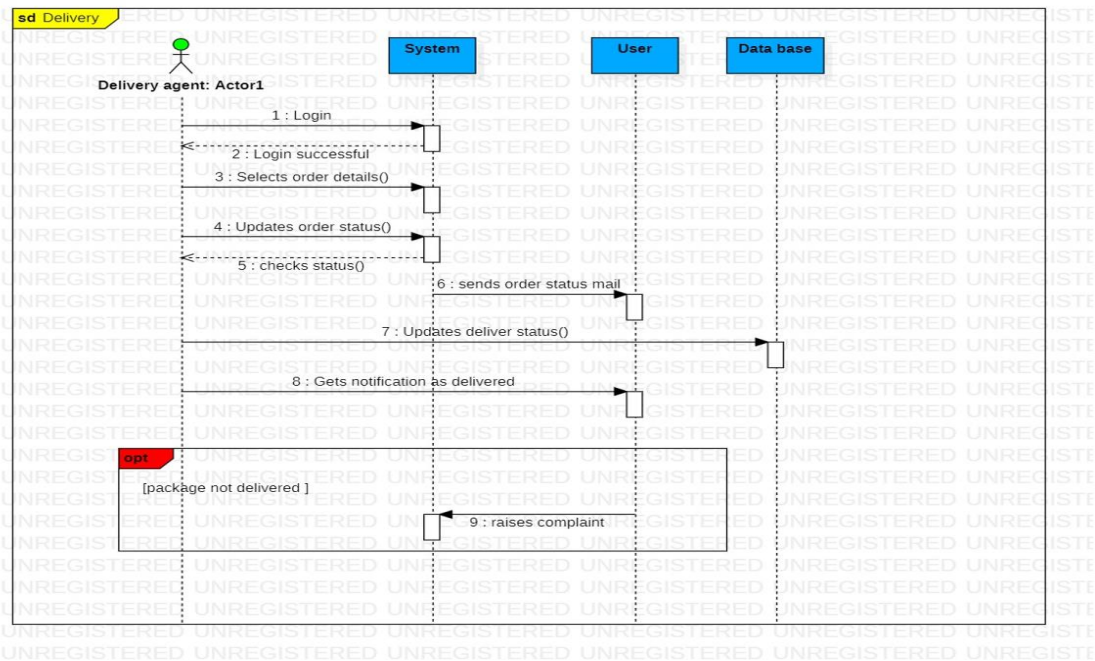 sd Delivery
System
User
Data base
Delivery agent: Actor1
1 : Login
2 : Login successful
3 : Selects order details()
4 : Updates order status()
5 : checks status()
6 : sends order status mail
7 : Updates deliver status()
8 : Gets notification as delivered
opt
[package not delivered ]
9 : raises complaint
UNREGISTERED